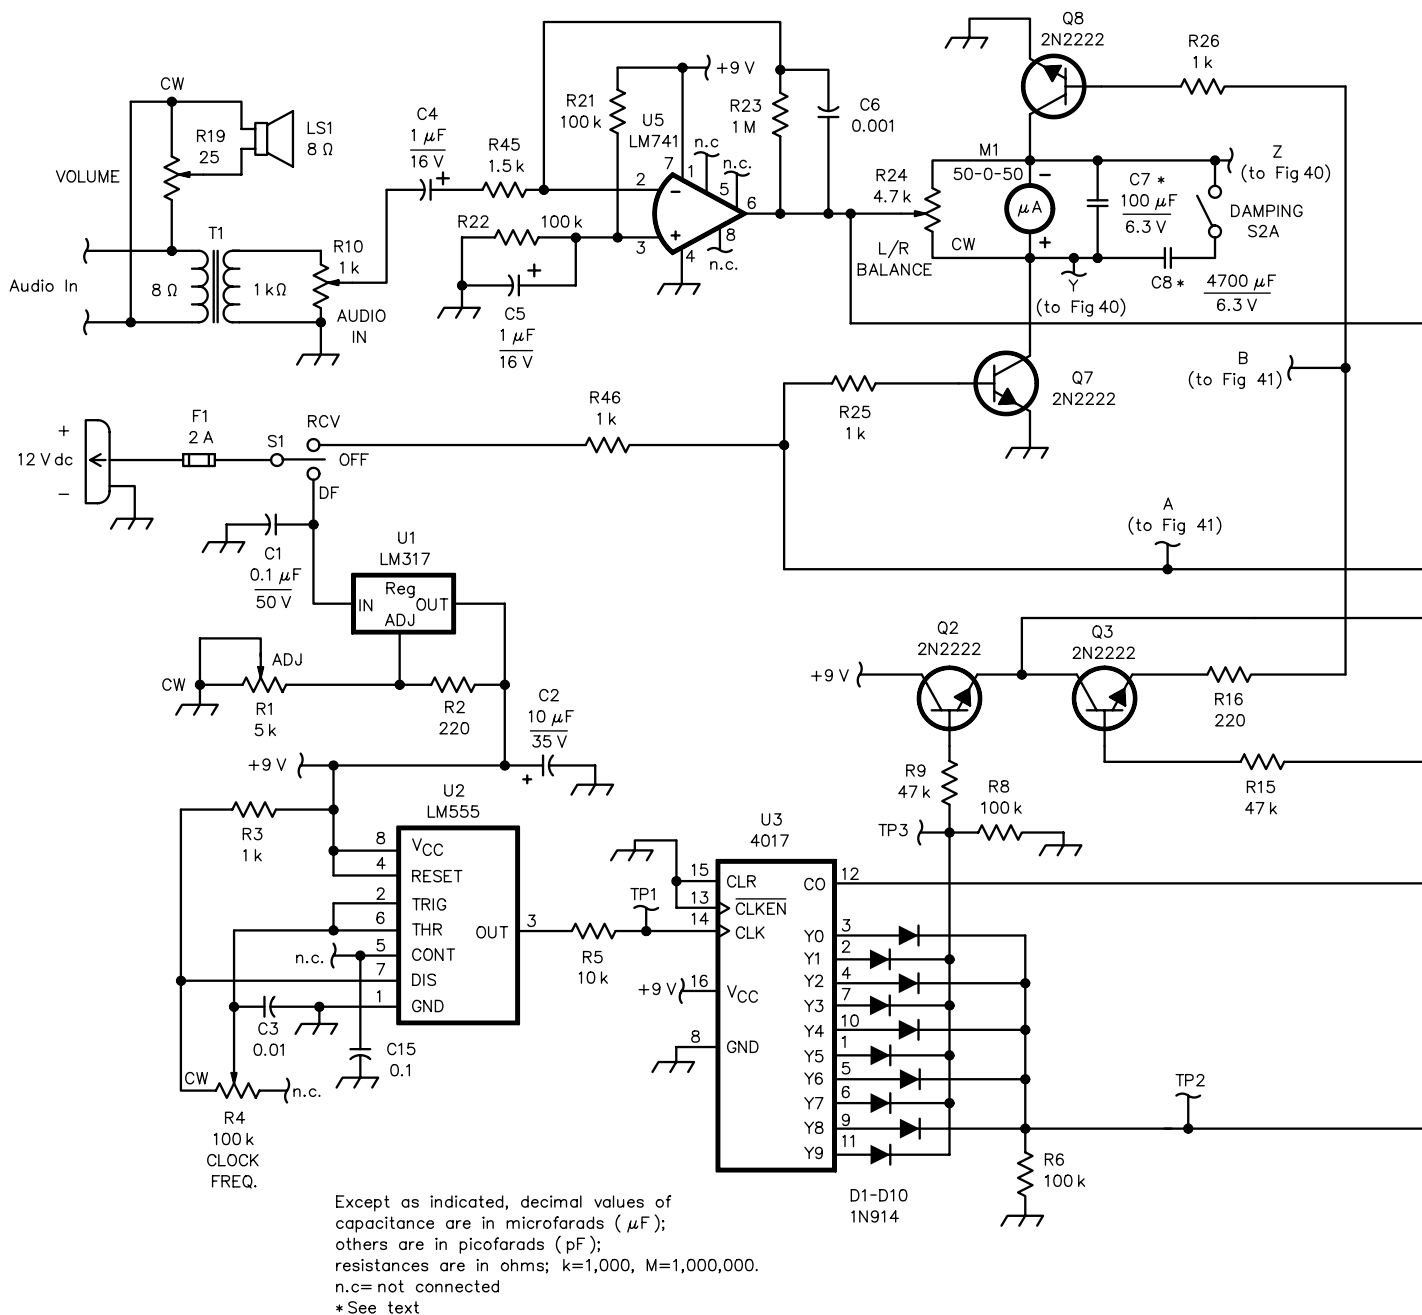 Q8
2N2222
R26
1 k
CW
R19
25
LS1
8 Ω
VOLUME
C4
1 μF
16 V
+
R45
1.5 k
R21
100 k
+9 V
U5
LM741
R23
1 M
C6
0.001
n.c
n.c.
n.c.
7
1
2
5
6
3
8
4
−
+
R22
100 k
+
C5
1 μF
16 V
T1
8 Ω
1 kΩ
R10
1 k
AUDIO
IN
Audio In
R24
4.7 k
L/R
BALANCE
CW
M1
50-0-50
−
μA
+
C7 *
100 μF
6.3 V
Z
(to Fig 40)
DAMPING
S2A
Y
(to Fig 40)
C8 *
4700 μF
6.3 V
B
(to Fig 41)
Q7
2N2222
R25
1 k
R46
1 k
+
12 V dc
−
F1
2 A
S1
RCV
OFF
DF
A
(to Fig 41)
C1
0.1 μF
50 V
U1
LM317
Reg
IN
OUT
ADJ
ADJ
CW
R1
5 k
R2
220
C2
10 μF
35 V
+
+9 V
Q2
2N2222
Q3
2N2222
+9 V
R16
220
R15
47 k
R9
47 k
R8
100 k
TP3
R3
1 k
U2
LM555
8
VCC
4
RESET
2
TRIG
6
THR
5
CONT
7
DIS
1
GND
OUT
3
n.c.
C3
0.01
C15
0.1
CW
n.c.
R4
100 k
CLOCK
FREQ.
R5
10 k
TP1
U3
4017
15
CLR
13
CLKEN
14
CLK
+9 V
16
VCC
8
GND
CO
12
Y0
3
Y1
2
Y2
4
Y3
7
Y4
10
Y5
1
Y6
5
Y7
6
Y8
9
Y9
11
D1-D10
1N914
TP2
R6
100 k
Except as indicated, decimal values of
capacitance are in microfarads ( μF);
others are in picofarads ( pF);
resistances are in ohms; k=1,000, M=1,000,000.
n.c= not connected
* See text